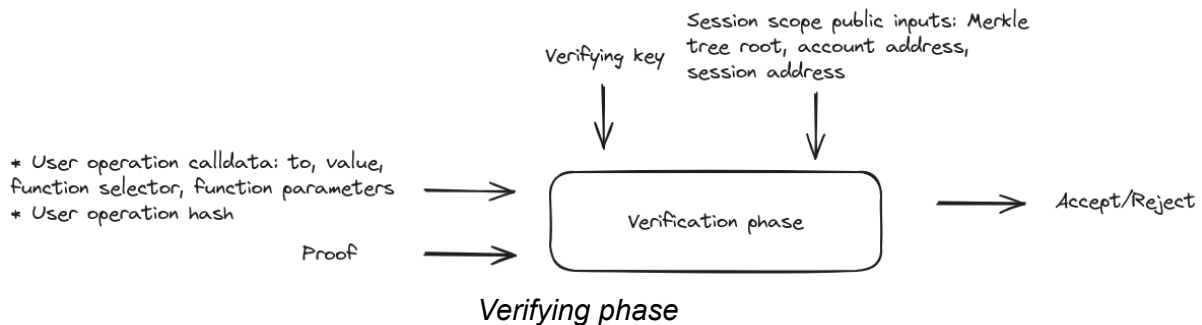 Session scope public inputs: Merkle
tree root, account address,
session address
Verifying key
* User operation calldata: to, value,
function selector, function parameters
* User operation hash
Proof
Verification phase
Accept/Reject
Verifying phase